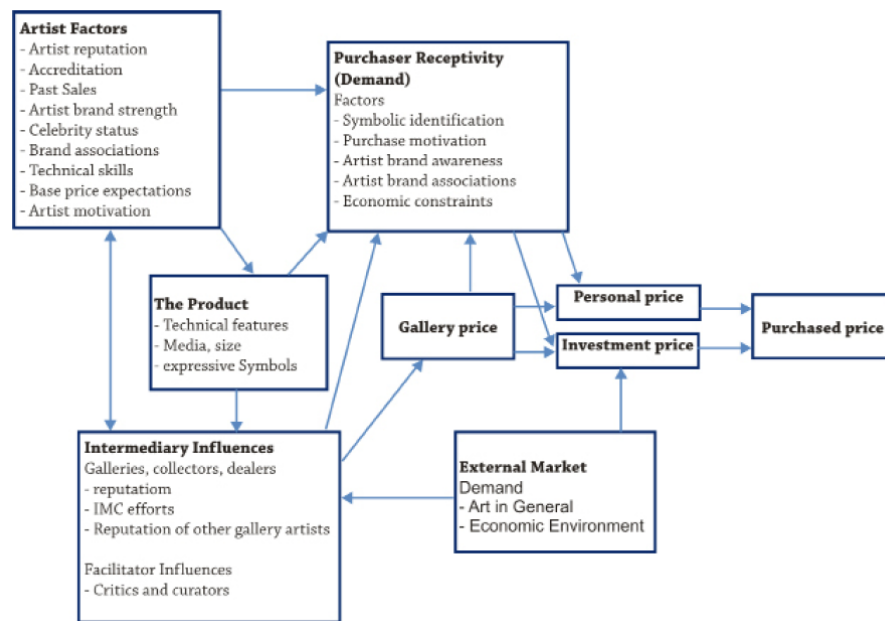 Artist Factors
- Artist reputation
- Accreditation
- Past Sales
- Artist brand strength
- Celebrity status
- Brand associations
- Technical skills
- Base price expectations
- Artist motivation
Purchaser Receptivity
(Demand)
Factors
- Symbolic identification
- Purchase motivation
- Artist brand awareness
- Artist brand associations
- Economic constraints
The Product
- Technical features
- Media, size
- expressive Symbols
Gallery price
Personal price
Investment price
Purchased price
Intermediary Influences
Galleries, collectors, dealers
- reputatiom
- IMC efforts
- Reputation of other gallery artists
Facilitator Influences
- Critics and curators
External Market
Demand
- Art in General
- Economic Environment